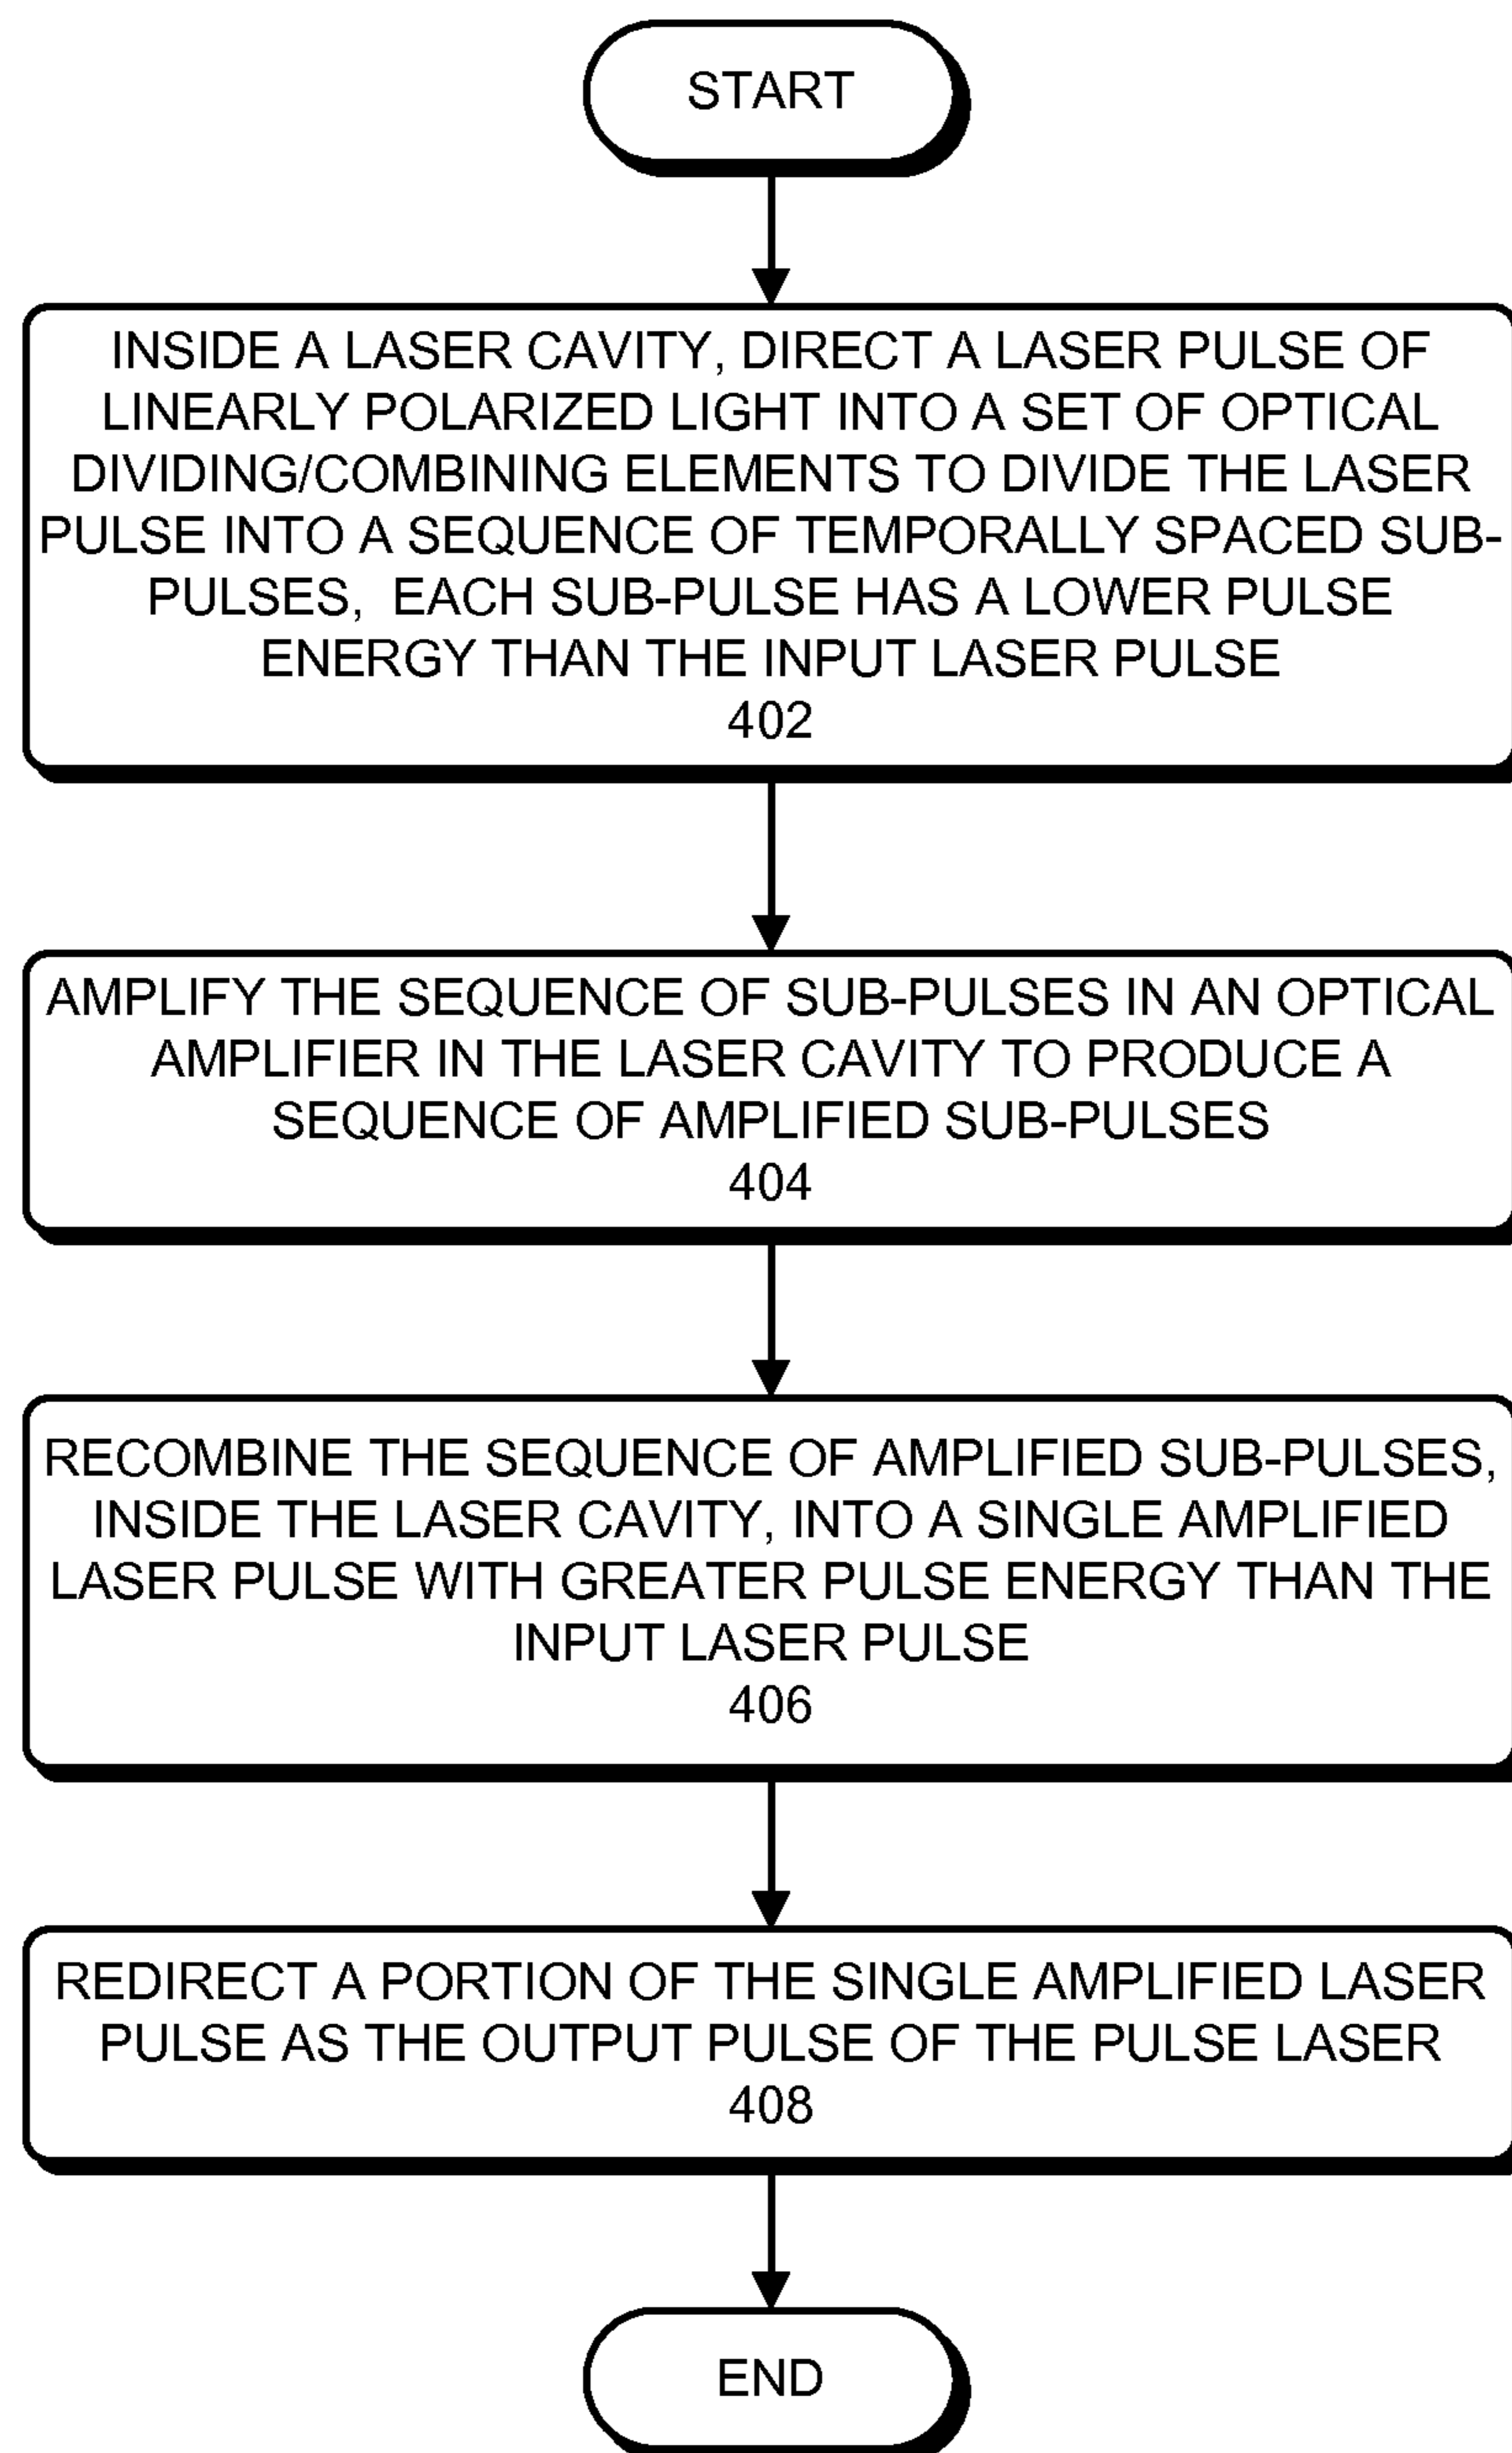 START
INSIDE A LASER CAVITY, DIRECT A LASER PULSE OF
LINEARLY POLARIZED LIGHT INTO A SET OF OPTICAL
DIVIDING/COMBINING ELEMENTS TO DIVIDE THE LASER
PULSE INTO A SEQUENCE OF TEMPORALLY SPACED SUB-
PULSES, EACH SUB-PULSE HAS A LOWER PULSE
ENERGY THAN THE INPUT LASER PULSE
402
AMPLIFY THE SEQUENCE OF SUB-PULSES IN AN OPTICAL
AMPLIFIER IN THE LASER CAVITY TO PRODUCE A
SEQUENCE OF AMPLIFIED SUB-PULSES
404
RECOMBINE THE SEQUENCE OF AMPLIFIED SUB-PULSES,
INSIDE THE LASER CAVITY, INTO A SINGLE AMPLIFIED
LASER PULSE WITH GREATER PULSE ENERGY THAN THE
INPUT LASER PULSE
406
REDIRECT A PORTION OF THE SINGLE AMPLIFIED LASER
PULSE AS THE OUTPUT PULSE OF THE PULSE LASER
408
END